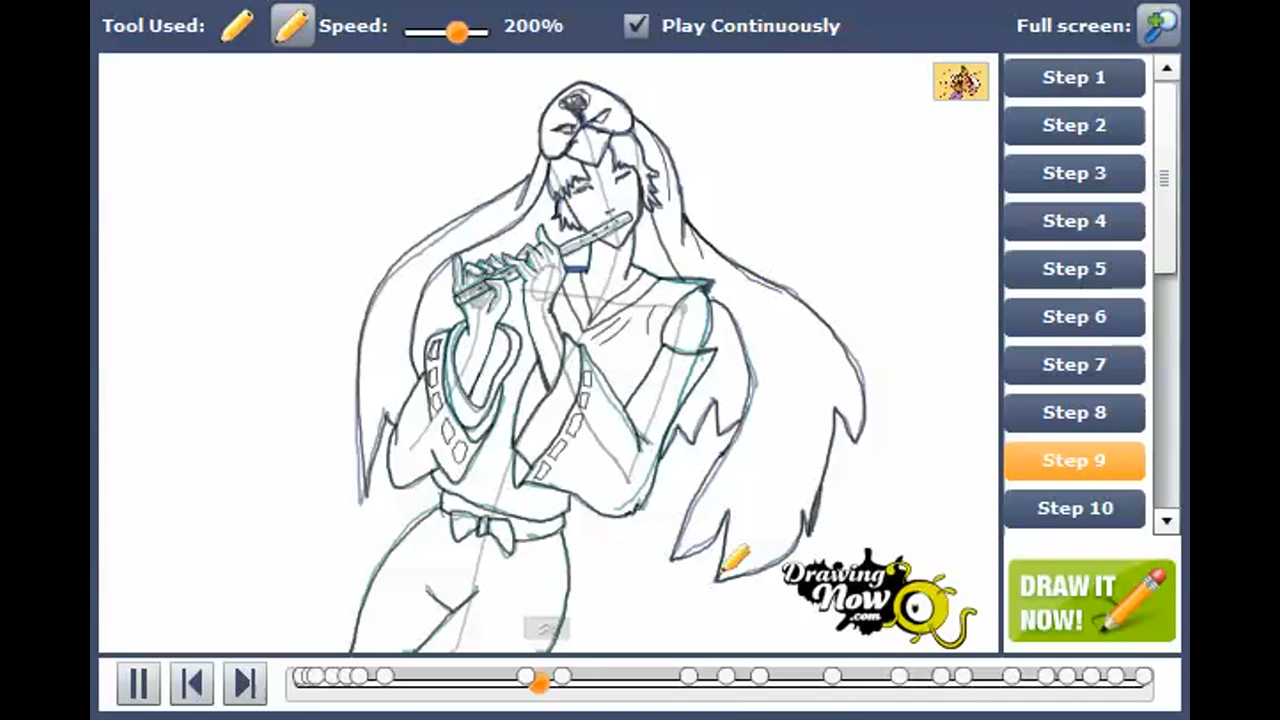 Tool Used:
Speed:
200%
Play Continuously
Full screen:
Step 1
Step 2
Step 3
Step 4
Step 5
Step 6
Step 7
Step 8
Step 9
Step 10
Drawing
Now
.com
DRAW IT
NOW!